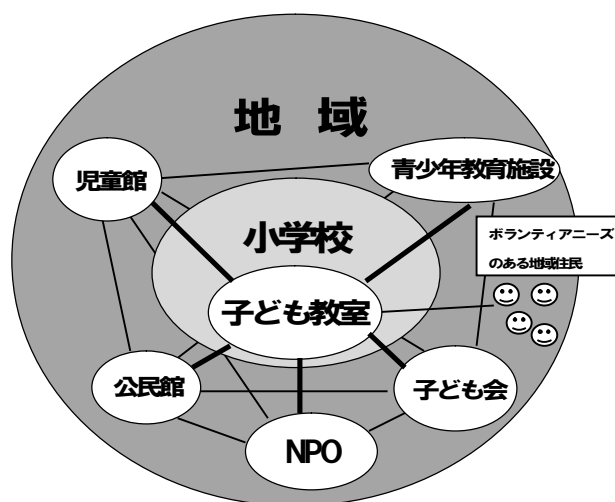 地 域
児童館
青少年教育施設
小学校
ボランティアニーズ
のある地域住民
子ども教室
公民館
子ども会
NPO